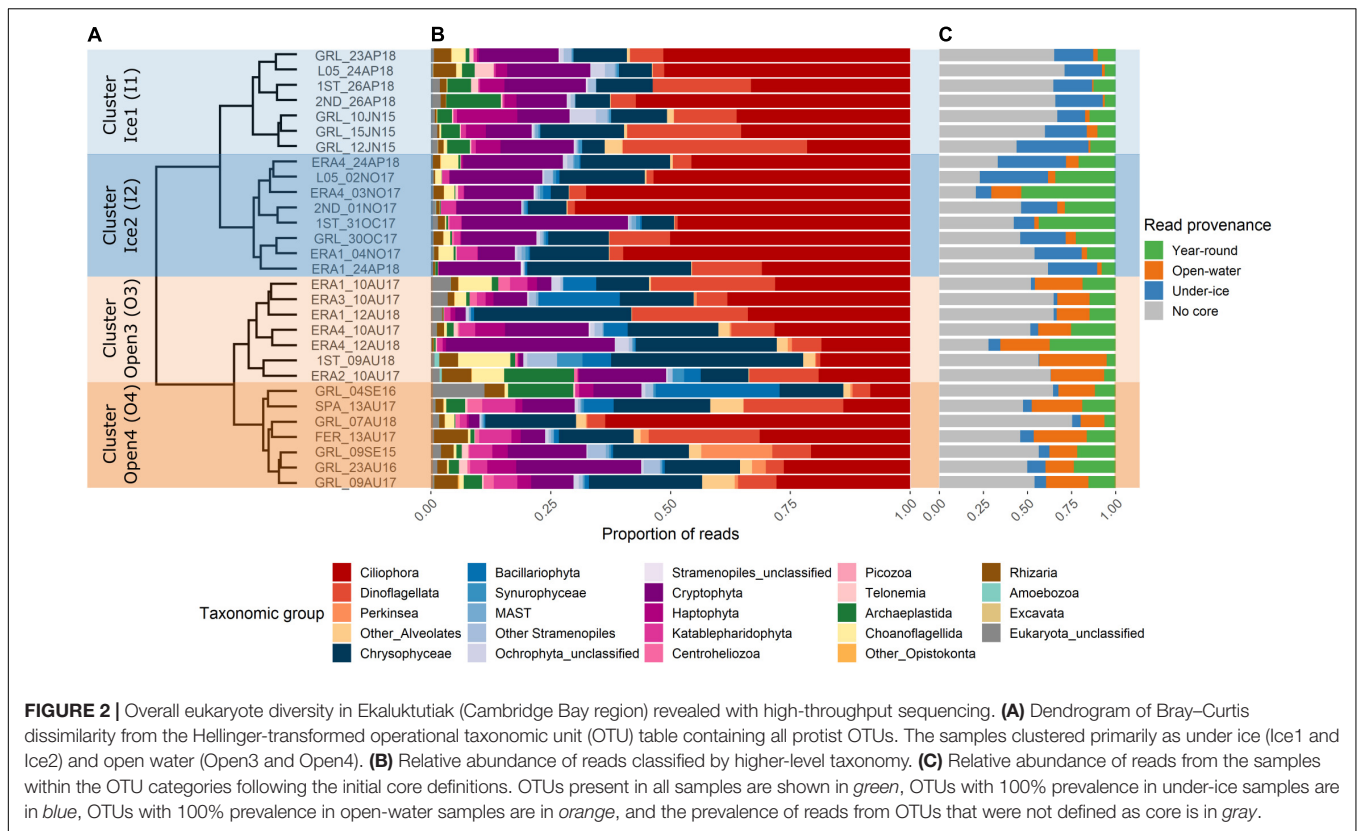 A
B
C
Cluster
Ice1 (I1)
Cluster
Ice2 (I2)
Cluster
Open3 (O3)
Cluster
Open4 (O4)
GRL_23AP18
L05_24AP18
1ST_26AP18
2ND_26AP18
GRL_10JN15
GRL_15JN15
GRL_12JN15
ERA4_24AP18
L05_02NO17
ERA4_03NO17
2ND_01NO17
1ST_31OC17
GRL_30OC17
ERA1_04NO17
ERA1_24AP18
ERA1_10AU17
ERA3_10AU17
ERA1_12AU18
ERA4_10AU17
ERA4_12AU18
1ST_09AU18
ERA2_10AU17
GRL_04SE16
SPA_13AU17
GRL_07AU18
FER_13AU17
GRL_09SE15
GRL_23AU16
GRL_09AU17
0.00
0.25
0.50
0.75
1.00
Proportion of reads
0.00
0.25
0.50
0.75
1.00
Read provenance
Year-round
Open-water
Under-ice
No core
Taxonomic group
Ciliophora
Dinoflagellata
Perkinsea
Other_Alveolates
Chrysophyceae
Bacillariophyta
Synurophyceae
MAST
Other Stramenopiles
Ochrophyta_unclassified
Stramenopiles_unclassified
Cryptophyta
Haptophyta
Katablepharidophyta
Centroheliozoa
Picozoa
Telonemia
Archaeplastida
Choanoflagellida
Other_Opistokonta
Rhizaria
Amoebozoa
Excavata
Eukaryota_unclassified
FIGURE 2 | Overall eukaryote diversity in Ekaluktutiak (Cambridge Bay region) revealed with high-throughput sequencing. (A) Dendrogram of Bray–Curtis
dissimilarity from the Hellinger-transformed operational taxonomic unit (OTU) table containing all protist OTUs. The samples clustered primarily as under ice (Ice1 and
Ice2) and open water (Open3 and Open4). (B) Relative abundance of reads classified by higher-level taxonomy. (C) Relative abundance of reads from the samples
within the OTU categories following the initial core definitions. OTUs present in all samples are shown in green, OTUs with 100% prevalence in under-ice samples are
in blue, OTUs with 100% prevalence in open-water samples are in orange, and the prevalence of reads from OTUs that were not defined as core is in gray.